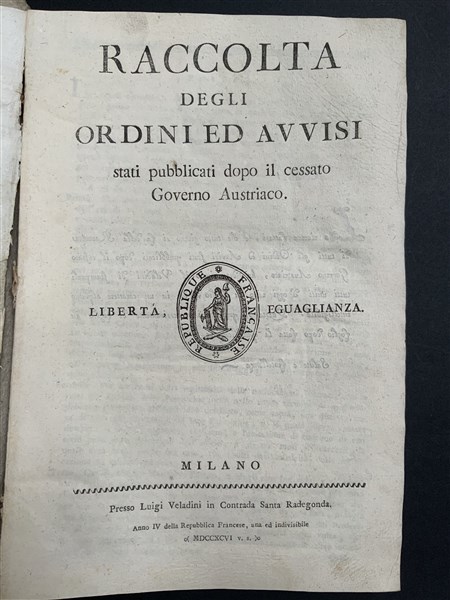 RACCOLTA
DEGLI
ORDINI ED AVVISI
stati pubblicati dopo il cessato
Governo Austriaco.
REPUBLIQUE FRANÇAISE
LIBERTÀ, EGUAGLIANZA.
MILANO
Presso Luigi Veladini in Contrada Santa Radegonda.
Anno IV della Repubblica Francese, una ed indivisibile
o( MDCCXCVI v. s. )o